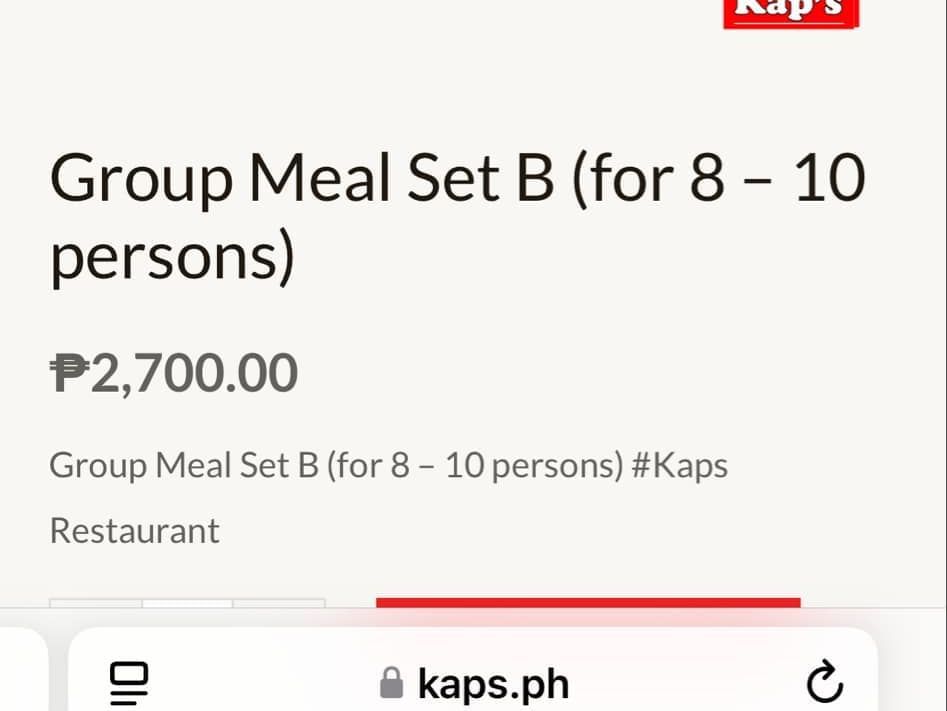 Kap's
Group Meal Set B (for 8 – 10
persons)
₱2,700.00
Group Meal Set B (for 8 – 10 persons) #Kaps
Restaurant
kaps.ph